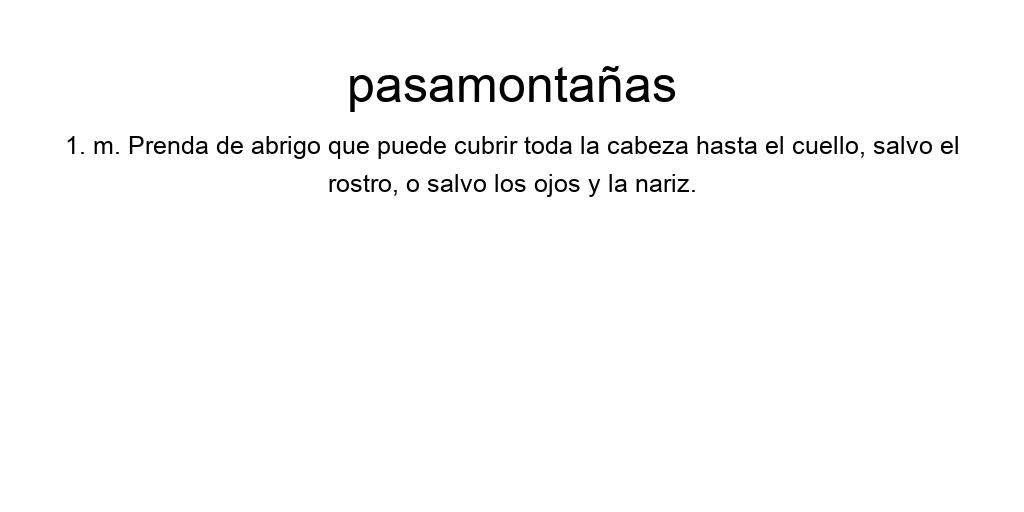 pasamontañas
1. m. Prenda de abrigo que puede cubrir toda la cabeza hasta el cuello, salvo el
rostro, o salvo los ojos y la nariz.